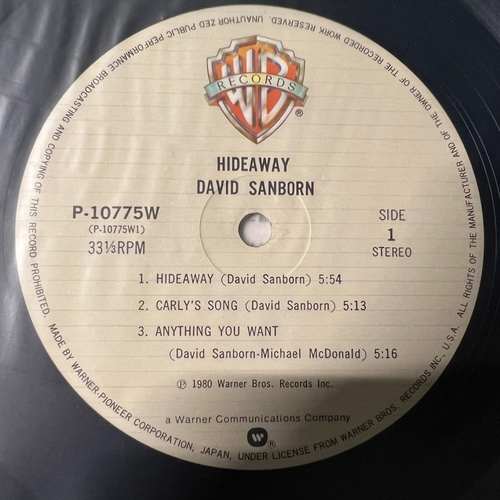 RECORDS
WB
®
HIDEAWAY
DAVID SANBORN
P-10775W
(P-10775W1)
33⅓RPM
SIDE
1
STEREO
1. HIDEAWAY (David Sanborn) 5:54
2. CARLY'S SONG (David Sanborn) 5:13
3. ANYTHING YOU WANT
(David Sanborn-Michael McDonald) 5:16
℗ 1980 Warner Bros. Records Inc.
a Warner Communications Company
®
ALL RIGHTS OF THE MANUFACTURER AND OF THE OWNER OF THE RECORDED WORK RESERVED. UNAUTHORIZED PUBLIC PERFORMANCE BROADCASTING AND COPYING OF THIS RECORD PROHIBITED.
MADE BY WARNER-PIONEER CORPORATION, JAPAN, UNDER LICENSE FROM WARNER BROS. RECORDS INC., U.S.A.